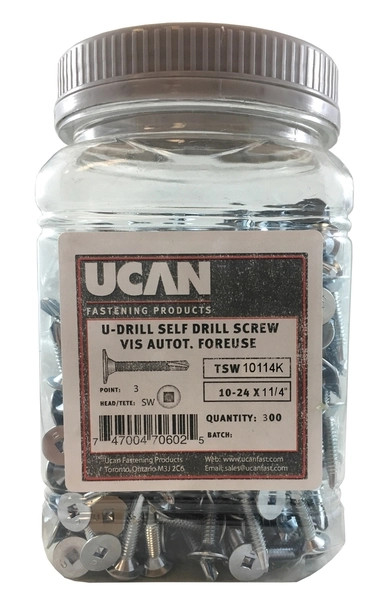 UCAN
FASTENING PRODUCTS
U-DRILL SELF DRILL SCREW
VIS AUTOT. FOREUSE
TSW 10114K
POINT: 3
10-24 X 1 1/4"
HEAD/TETE: SW
QUANTITY: 300
BATCH:
7 47004 70602 5
Ucan Fastening Products
Toronto, Ontario M3J 2C6
Web: www.ucanfast.com
Email; sales@ucanfast.com